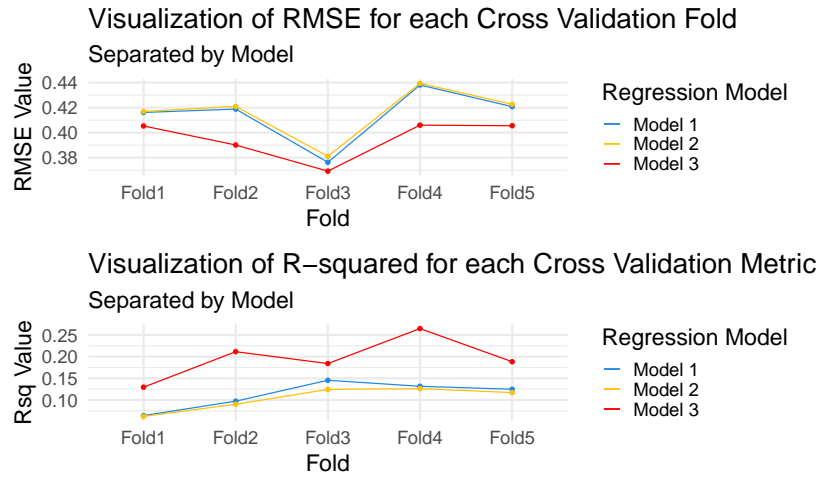 Visualization of RMSE for each Cross Validation Fold
Separated by Model
RMSE Value
0.44
0.42
0.40
0.38
Fold1 Fold2 Fold3 Fold4 Fold5
Fold
Regression Model
Model 1
Model 2
Model 3
Visualization of R−squared for each Cross Validation Metric
Separated by Model
Rsq Value
0.25
0.20
0.15
0.10
Fold1 Fold2 Fold3 Fold4 Fold5
Fold
Regression Model
Model 1
Model 2
Model 3